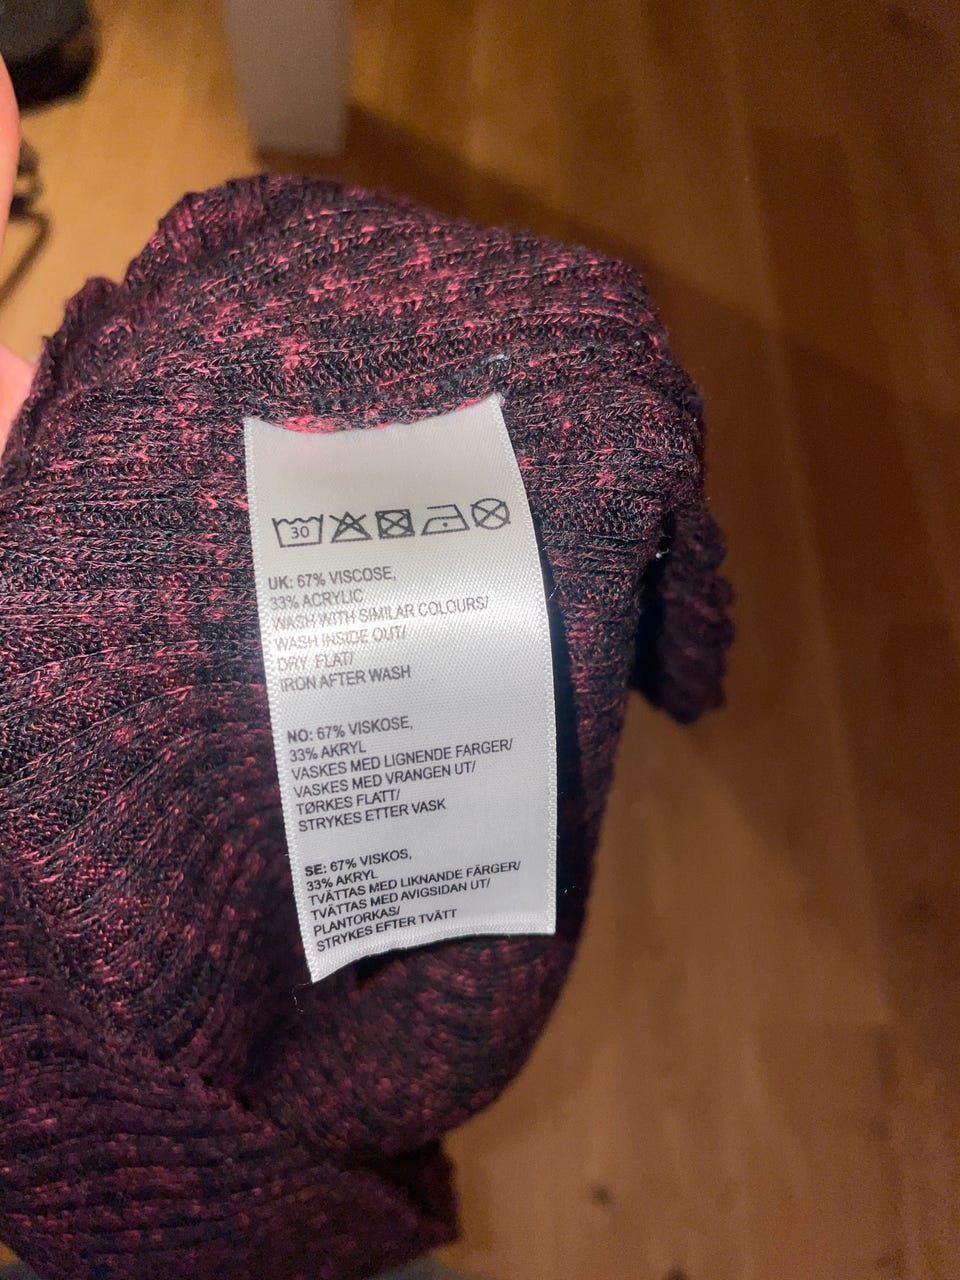 30
UK: 67% VISCOSE,
33% ACRYLIC
WASH WITH SIMILAR COLOURS/
WASH INSIDE OUT/
DRY FLAT/
IRON AFTER WASH
NO: 67% VISKOSE,
33% AKRYL
VASKES MED LIGNENDE FARGER/
VASKES MED VRANGEN UT/
TØRKES FLATT/
STRYKES ETTER VASK
SE: 67% VISKOS,
33% AKRYL
TVÄTTAS MED LIKNANDE FÄRGER/
TVÄTTAS MED AVIGSIDAN UT/
PLANTORKAS/
STRYKES EFTER TVÄTT